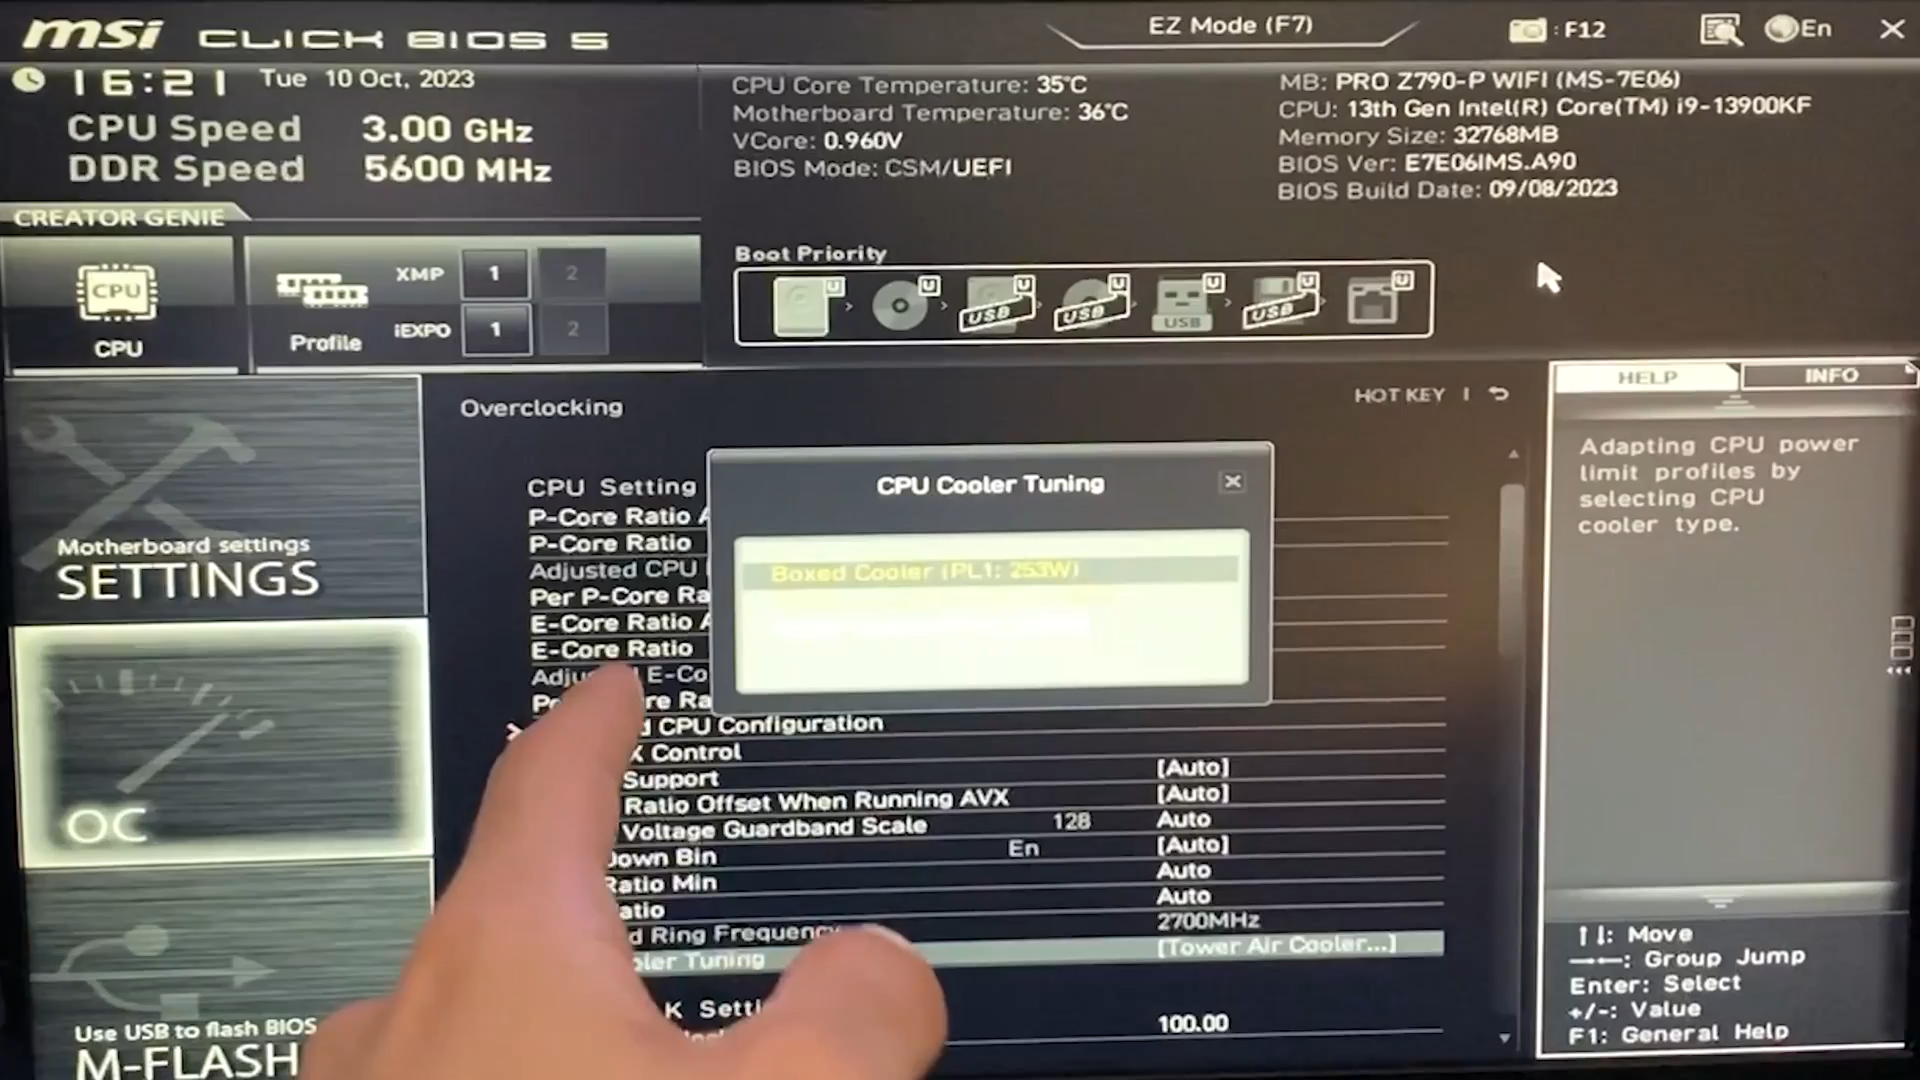 msi CLICK BIOS 5
EZ Mode (F7)
: F12
En
16:21 Tue 10 Oct, 2023
CPU Speed 3.00 GHz
DDR Speed 5600 MHz
CPU Core Temperature: 35°C
Motherboard Temperature: 36°C
VCore: 0.960V
BIOS Mode: CSM/UEFI
MB: PRO Z790-P WIFI (MS-7E06)
CPU: 13th Gen Intel(R) Core(TM) i9-13900KF
Memory Size: 32768MB
BIOS Ver: E7E06IMS.A90
BIOS Build Date: 09/08/2023
CREATOR GENIE
CPU
CPU
Profile
XMP 1 2
iEXPO 1 2
Boot Priority
U U U U U U U
USB USB USB USB
Motherboard settings
SETTINGS
OC
Use USB to flash BIOS
M-FLASH
Overclocking
HOT KEY
CPU Setting
P-Core Ratio A
P-Core Ratio
Adjusted CPU
Per P-Core Ra
E-Core Ratio A
E-Core Ratio
Adju E-Co
re Ra
d CPU Configuration
X Control
Support [Auto]
Ratio Offset When Running AVX [Auto]
Voltage Guardband Scale 128 Auto
Down Bin En [Auto]
Ratio Min Auto
atio Auto
d Ring Frequency 2700MHz
oler Tuning [Tower Air Cooler...]
K Setti
100.00
CPU Cooler Tuning
Boxed Cooler (PL1: 253W)
HELP
INFO
Adapting CPU power
limit profiles by
selecting CPU
cooler type.
↑↓: Move
→←: Group Jump
Enter: Select
+/-: Value
F1: General Help